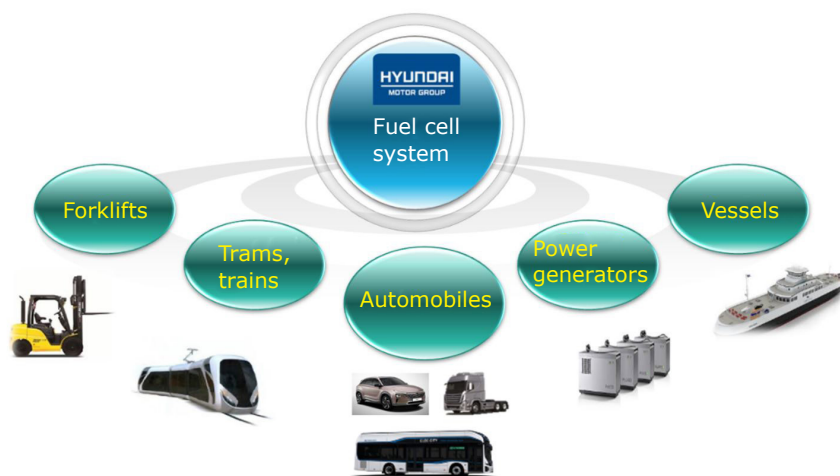 HYUNDAI
MOTOR GROUP
Fuel cell
system
Forklifts
Trams,
trains
Automobiles
Power
generators
Vessels